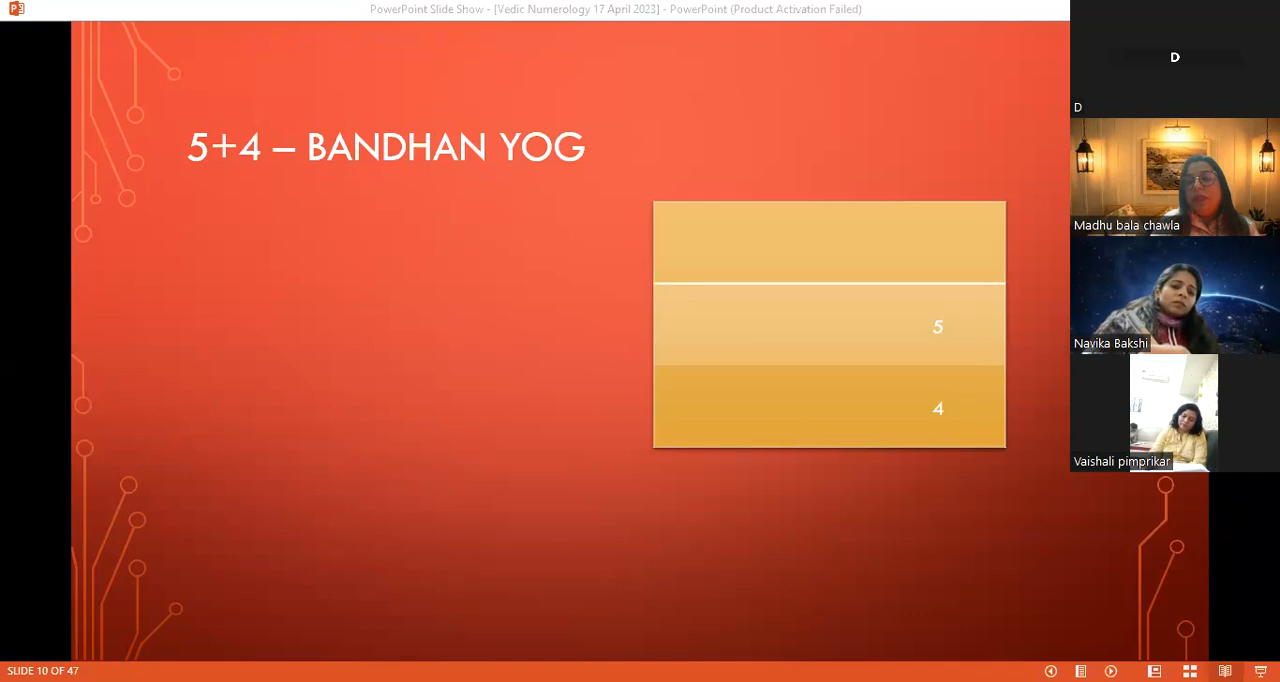 PowerPoint Slide Show - [Vedic Numerology 17 April 2023] - PowerPoint (Product Activation Failed)
5+4 – BANDHAN YOG
5
4
D
D
Madhu bala chawla
Navika Bakshi
Vaishali pimprikar
SLIDE 10 OF 47